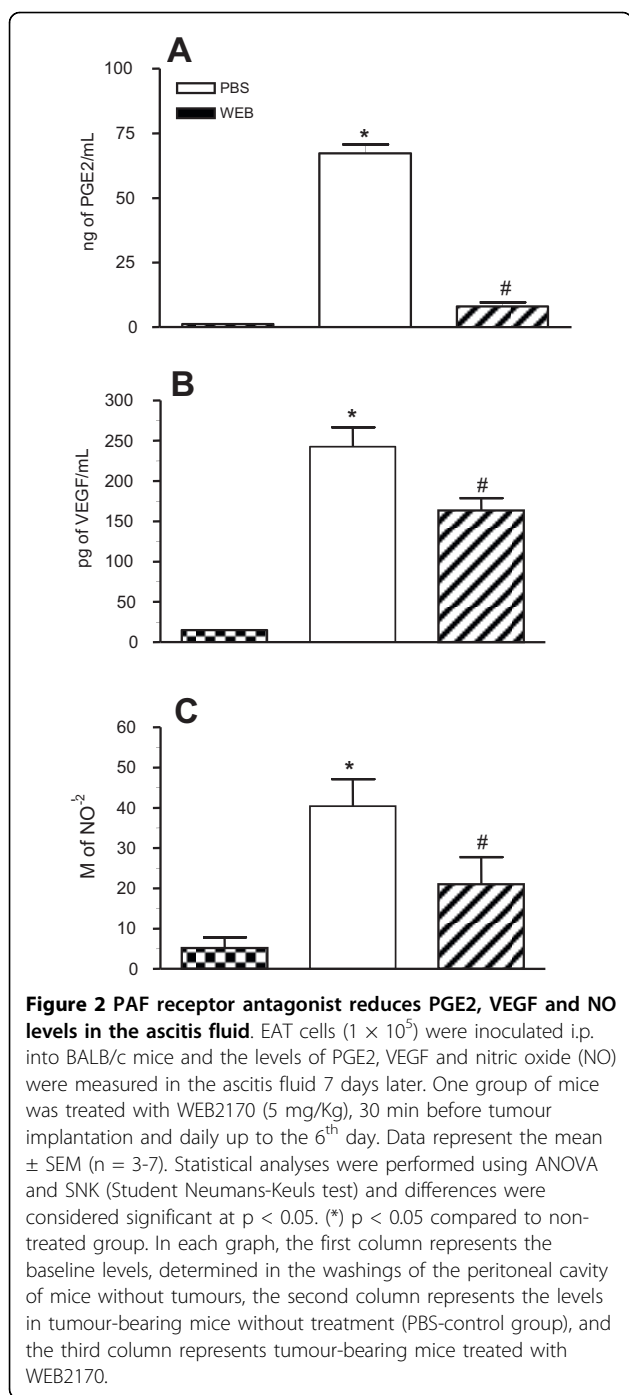 A
100
75
50
25
0
ng of PGE2/mL
PBS
WEB
*
#
B
300
250
200
150
100
50
0
pg of VEGF/mL
*
#
C
60
50
40
30
20
10
0
M of NO⁻²
*
#
Figure 2 PAF receptor antagonist reduces PGE2, VEGF and NO
levels in the ascitis fluid. EAT cells (1 × 10⁵) were inoculated i.p.
into BALB/c mice and the levels of PGE2, VEGF and nitric oxide (NO)
were measured in the ascitis fluid 7 days later. One group of mice
was treated with WEB2170 (5 mg/Kg), 30 min before tumour
implantation and daily up to the 6ᵗʰ day. Data represent the mean
± SEM (n = 3-7). Statistical analyses were performed using ANOVA
and SNK (Student Neumans-Keuls test) and differences were
considered significant at p < 0.05. (*) p < 0.05 compared to non-
treated group. In each graph, the first column represents the
baseline levels, determined in the washings of the peritoneal cavity
of mice without tumours, the second column represents the levels
in tumour-bearing mice without treatment (PBS-control group), and
the third column represents tumour-bearing mice treated with
WEB2170.